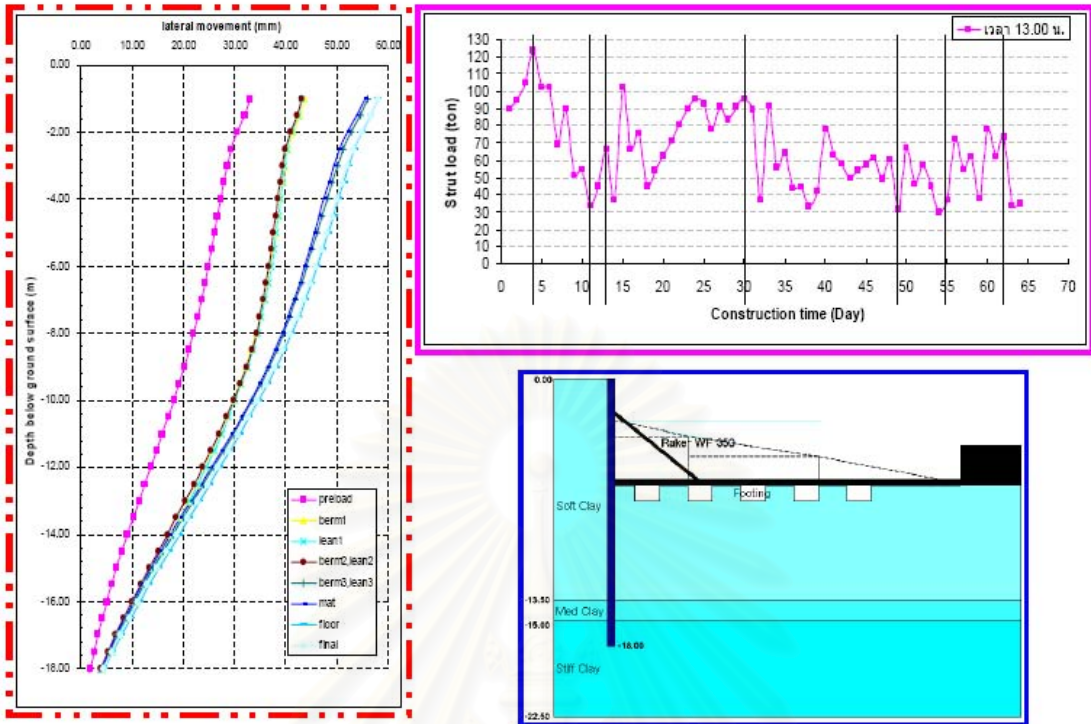 lateral movement (mm)
0.00 10.00 20.00 30.00 40.00 50.00 60.00
0.00
-2.00
-4.00
-6.00
-8.00
-10.00
-12.00
-14.00
-16.00
-18.00
Depth below ground surface (m)
preload
berm1
lean1
berm2,lean2
berm3,lean3
mat
floor
final
เวลา 13.00 น.
130
120
110
100
90
80
70
60
50
40
30
20
10
0
Strut load (ton)
0 5 10 15 20 25 30 35 40 45 50 55 60 65 70
Construction time (Day)
0.00
Raker WF 350
Footing
Soft Clay
-13.50
Med Clay
-15.00
-18.00
Stiff Clay
-22.50